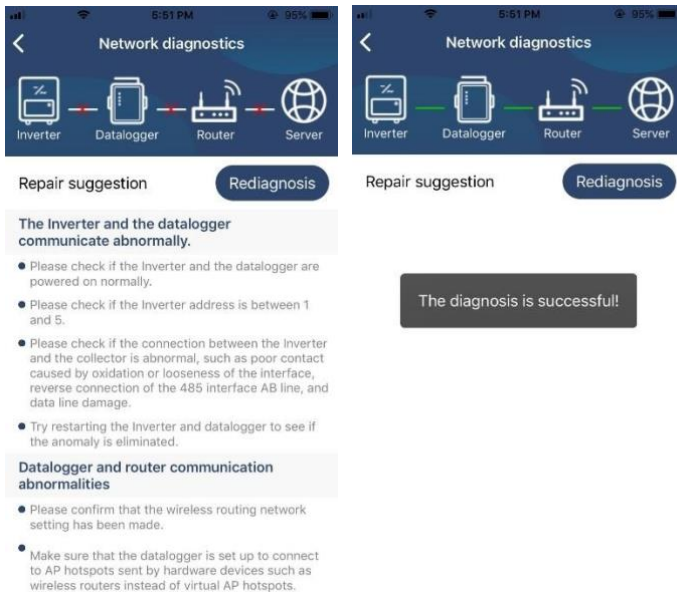 5:51 PM
95%
Network diagnostics
Inverter Datalogger Router Server
Repair suggestion
Rediagnosis
The Inverter and the datalogger
communicate abnormally.
Please check if the Inverter and the datalogger are
powered on normally.
Please check if the Inverter address is between 1
and 5.
Please check if the connection between the Inverter
and the collector is abnormal, such as poor contact
caused by oxidation or looseness of the interface,
reverse connection of the 485 interface AB line, and
data line damage.
Try restarting the Inverter and datalogger to see if
the anomaly is eliminated.
Datalogger and router communication
abnormalities
Please confirm that the wireless routing network
setting has been made.
Make sure that the datalogger is set up to connect
to AP hotspots sent by hardware devices such as
wireless routers instead of virtual AP hotspots.
5:51 PM
95%
Network diagnostics
Inverter Datalogger Router Server
Repair suggestion
Rediagnosis
The diagnosis is successful!